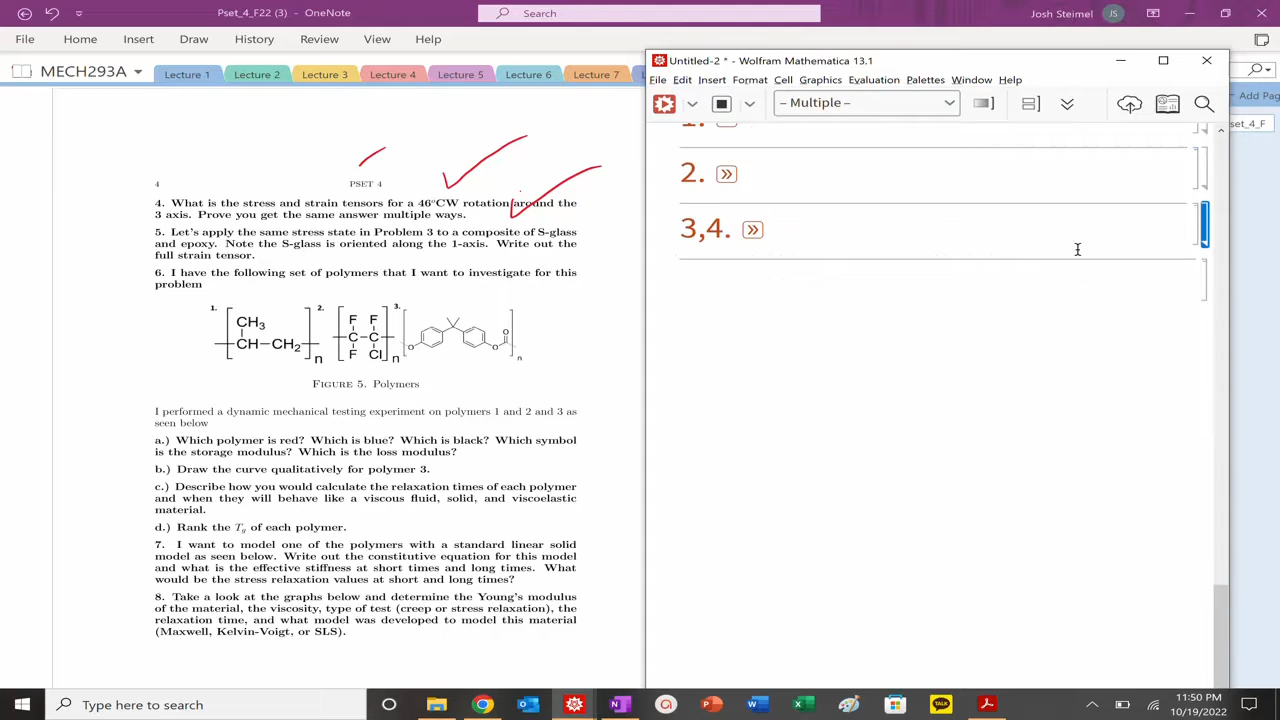 Pset_4_F22 (3) - OneNote
Search
Josh Steimel
JS
File Home Insert Draw History Review View Help
MECH293A
Lecture 1 Lecture 2 Lecture 3 Lecture 4 Lecture 5 Lecture 6 Lecture 7
Add Pag
set_4_F
4 PSET 4
4. What is the stress and strain tensors for a 46°CW rotation around the
3 axis. Prove you get the same answer multiple ways.
5. Let's apply the same stress state in Problem 3 to a composite of S-glass
and epoxy. Note the S-glass is oriented along the 1-axis. Write out the
full strain tensor.
6. I have the following set of polymers that I want to investigate for this
problem
1. 2. 3.
CH3
CH—CH2
n
F F
C—C
F Cl
n
O O O
n
Figure 5. Polymers
I performed a dynamic mechanical testing experiment on polymers 1 and 2 and 3 as
seen below
a.) Which polymer is red? Which is blue? Which is black? Which symbol
is the storage modulus? Which is the loss modulus?
b.) Draw the curve qualitatively for polymer 3.
c.) Describe how you would calculate the relaxation times of each polymer
and when they will behave like a viscous fluid, solid, and viscoelastic
material.
d.) Rank the Tg of each polymer.
7. I want to model one of the polymers with a standard linear solid
model as seen below. Write out the constitutive equation for this model
and what is the effective stiffness at short times and long times. What
would be the stress relaxation values at short and long times?
8. Take a look at the graphs below and determine the Young's modulus
of the material, the viscosity, type of test (creep or stress relaxation), the
relaxation time, and what model was developed to model this material
(Maxwell, Kelvin-Voigt, or SLS).
Untitled-2 * - Wolfram Mathematica 13.1
File Edit Insert Format Cell Graphics Evaluation Palettes Window Help
– Multiple –
1.
2.
3,4.
Type here to search
TALK
11:50 PM
10/19/2022